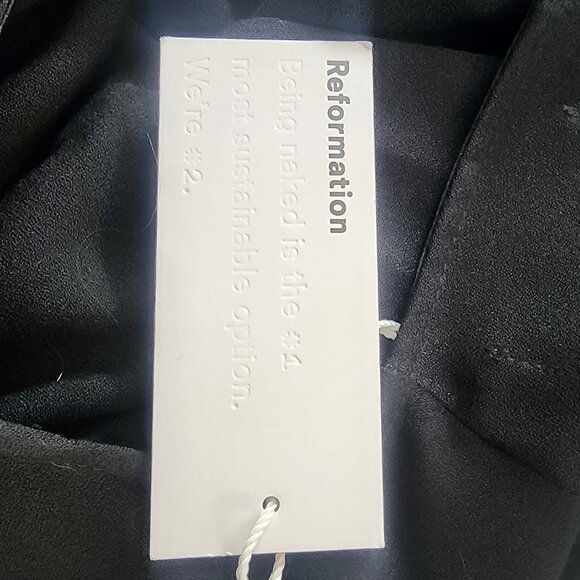 Reformation
Being naked is the #1
most sustainable option.
We're #2.